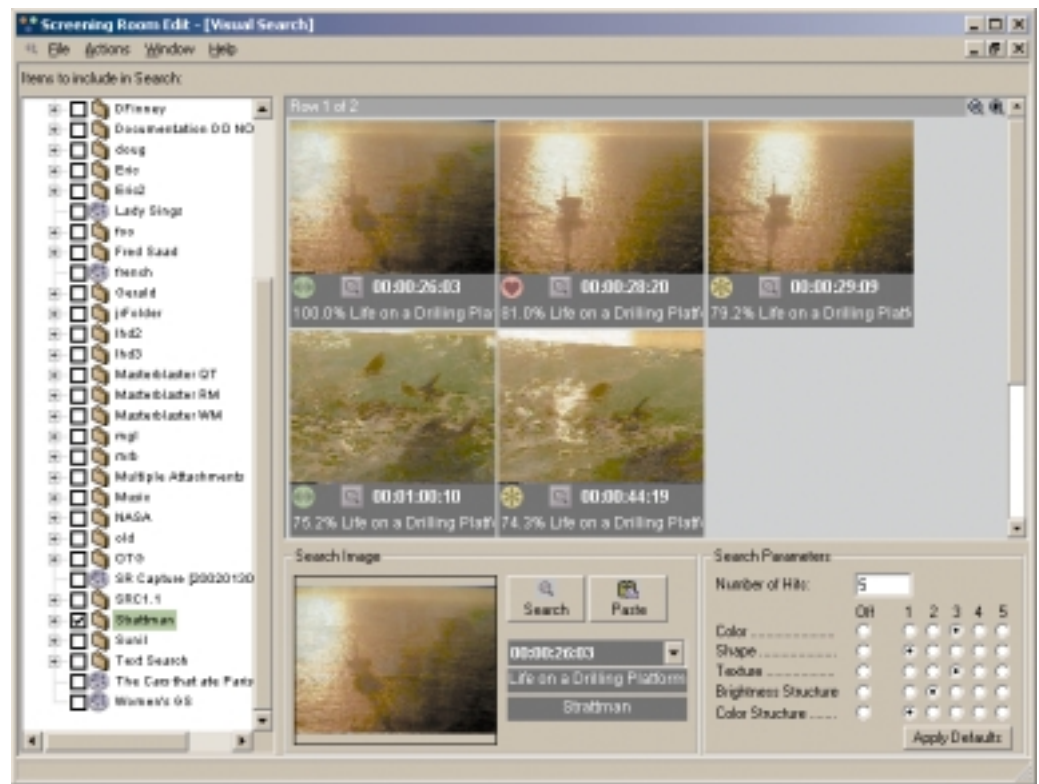 Screening Room Edit - [Visual Search]
File Actions Window Help
Items to include in Search:
DFinney
Documentation DO NO
doug
Eric
Eric2
Lady Sings
foo
Fred Saad
french
Gerald
jrFolder
lhd2
lhd3
Masterblaster QT
Masterblaster RM
Masterblaster WM
mgl
mrb
Multiple Attachments
Music
NASA
old
SR Capture [20020130
SRC1.1
Strattman
Sunil
Text Search
The Cars that ate Paris
Women's GS
Row 1 of 2
00:00:26:03
00:00:28:20
00:00:29:09
100.0% Life on a Drilling Pla
81.0% Life on a Drilling Platf
79.2% Life on a Drilling Platf
00:01:00:10
00:00:44:19
75.2% Life on a Drilling Platf
74.3% Life on a Drilling Platf
Search Image
Search
Paste
00:00:26:03
Life on a Drilling Platform
Strattman
Search Parameters
Number of Hits: 5
Off 1 2 3 4 5
Color ..............
Shape ..............
Texture ..............
Brightness Structure
Color Structure ......
Apply Defaults